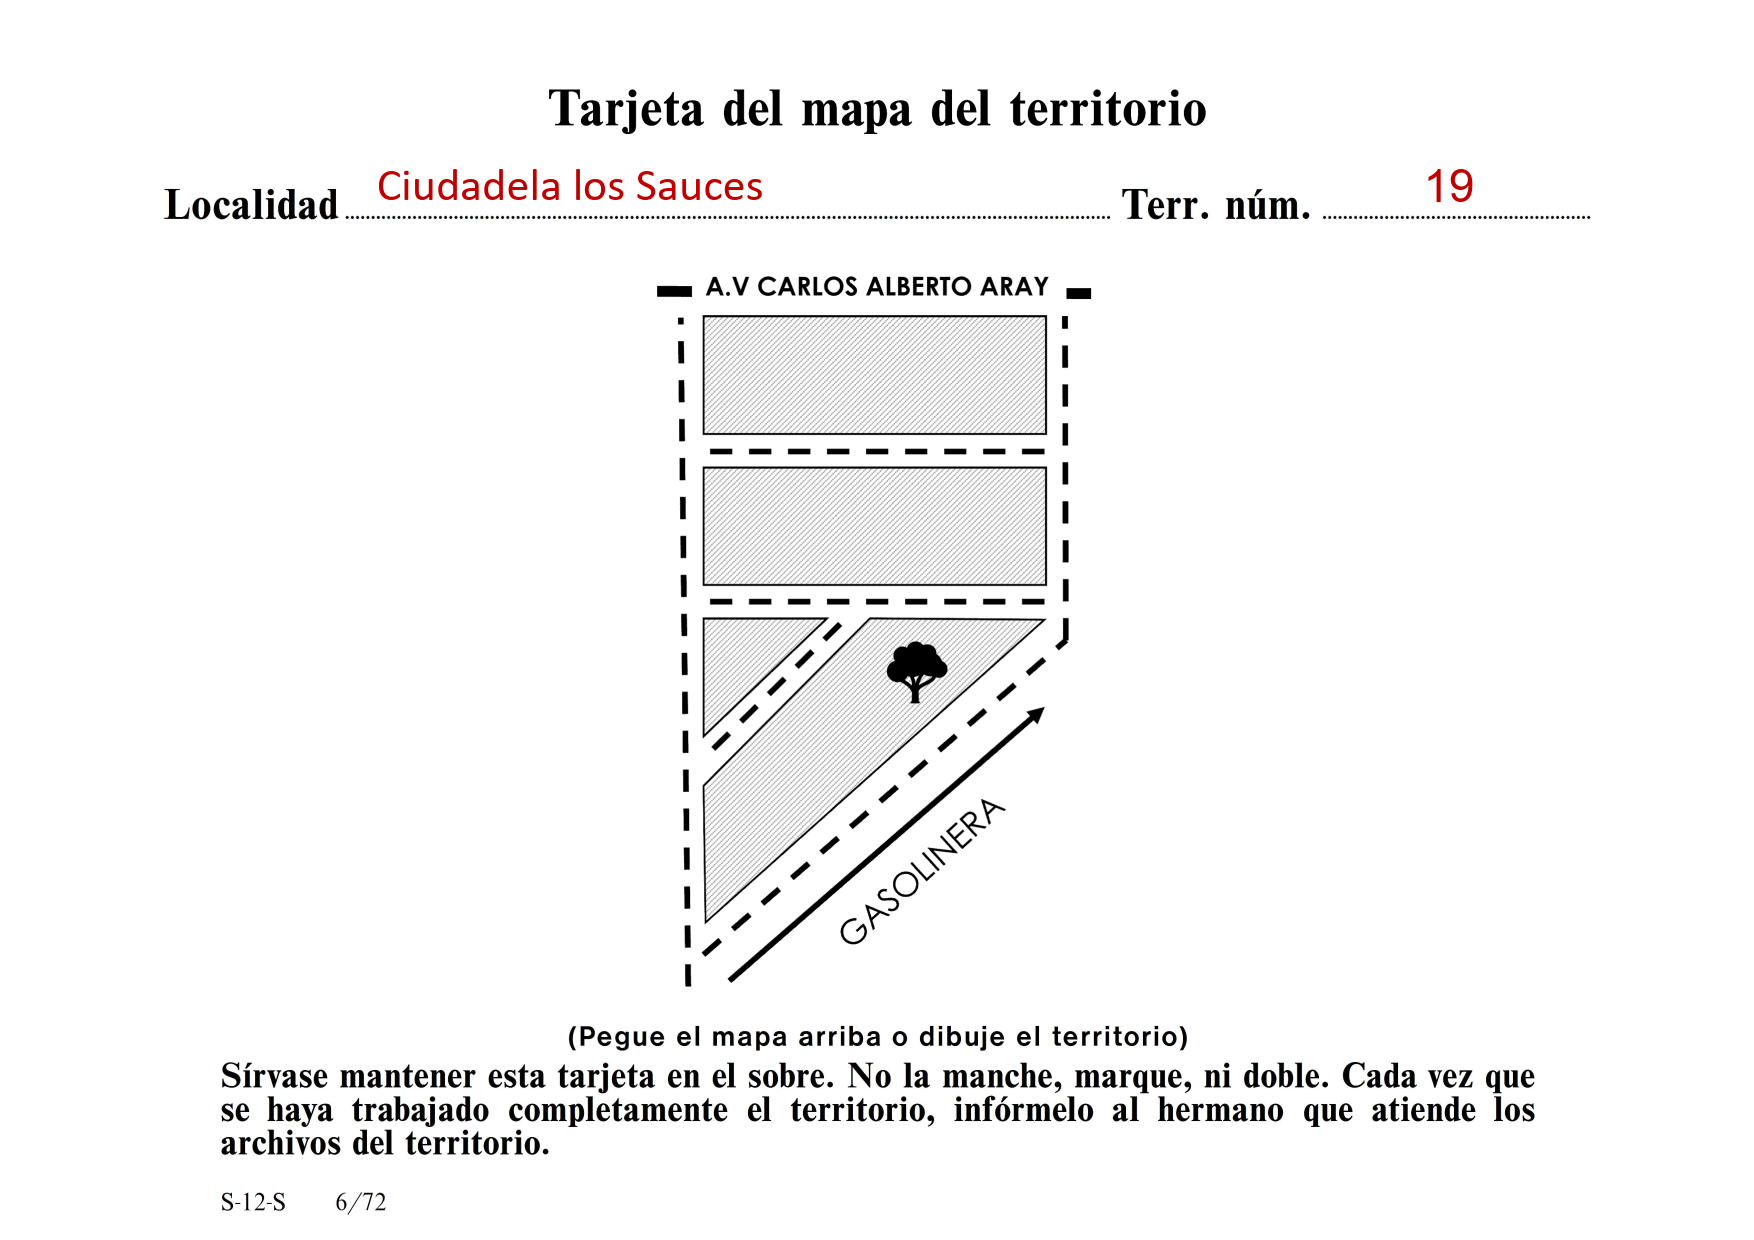 Tarjeta del mapa del territorio
Localidad Ciudadela los Sauces Terr. núm. 19
A.V CARLOS ALBERTO ARAY
GASOLINERA
(Pegue el mapa arriba o dibuje el territorio)
Sírvase mantener esta tarjeta en el sobre. No la manche, marque, ni doble. Cada vez que
se haya trabajado completamente el territorio, infórmelo al hermano que atiende los
archivos del territorio.
S-12-S 6/72